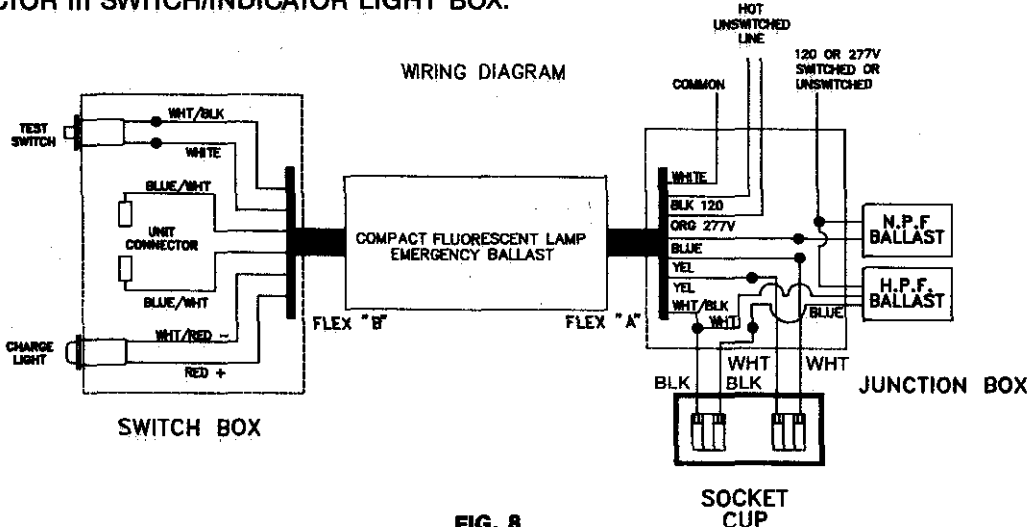 CTOR III SWITCH/INDICATOR LIGHT BOX.
HOT
UNSWITCHED
LINE
120 OR 277V
SWITCHED OR
UNSWITCHED
WIRING DIAGRAM
COMMON
TEST
SWITCH
WHT/BLK
WHITE
BLUE/WHT
UNIT
CONNECTOR
BLUE/WHT
CHARGE
LIGHT
WHT/RED -
RED +
SWITCH BOX
COMPACT FLUORESCENT LAMP
EMERGENCY BALLAST
FLEX "B"
FLEX "A"
WHITE
BLK 120
ORG 277V
BLUE
YEL
YEL
WHT/BLK
WHT
BLUE
N.P.F
BALLAST
H.P.F.
BALLAST
WHT
WHT
BLK
BLK
JUNCTION BOX
SOCKET
CUP
FIG. 8